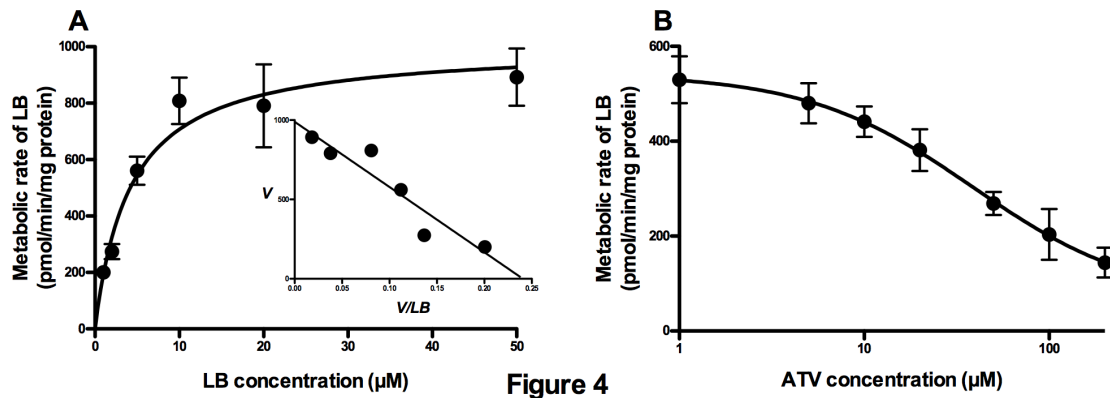 A
Metabolic rate of LB
(pmol/min/mg protein)
1000
800
600
400
200
0
0 10 20 30 40 50
LB concentration (µM)
V
1000
500
0
0.00 0.05 0.10 0.15 0.20 0.25
V/LB
Figure 4
B
Metabolic rate of LB
(pmol/min/mg protein)
600
400
200
0
1 10 100
ATV concentration (µM)